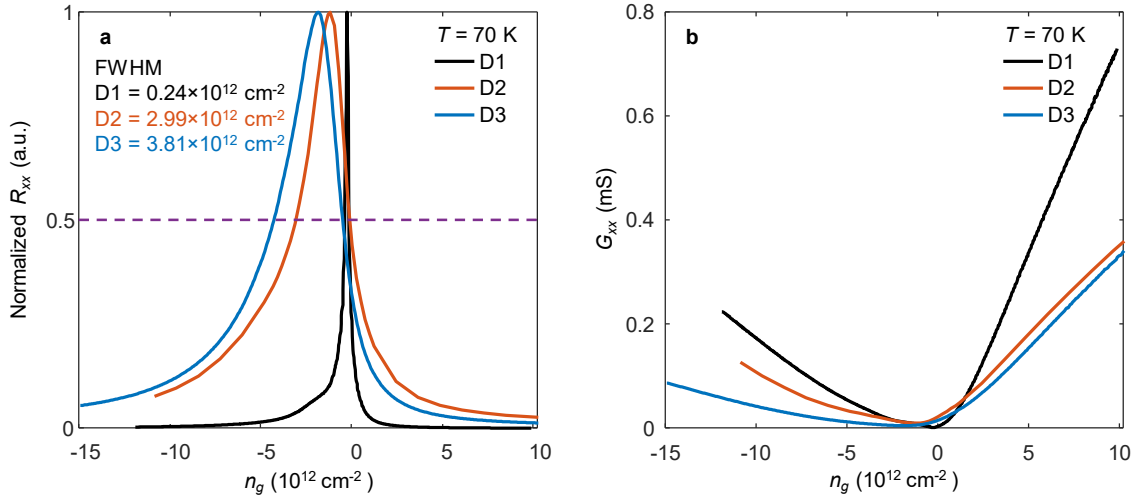 a
FWHM
D1 = 0.24×10¹² cm⁻²
D2 = 2.99×10¹² cm⁻²
D3 = 3.81×10¹² cm⁻²
T = 70 K
D1
D2
D3
1
0.5
0
Normalized Rₓₓ (a.u.)
-15
-10
-5
0
5
10
n_g (10¹² cm⁻²)
b
T = 70 K
D1
D2
D3
0.8
0.6
0.4
0.2
0
Gₓₓ (mS)
-15
-10
-5
0
5
10
n_g (10¹² cm⁻²)